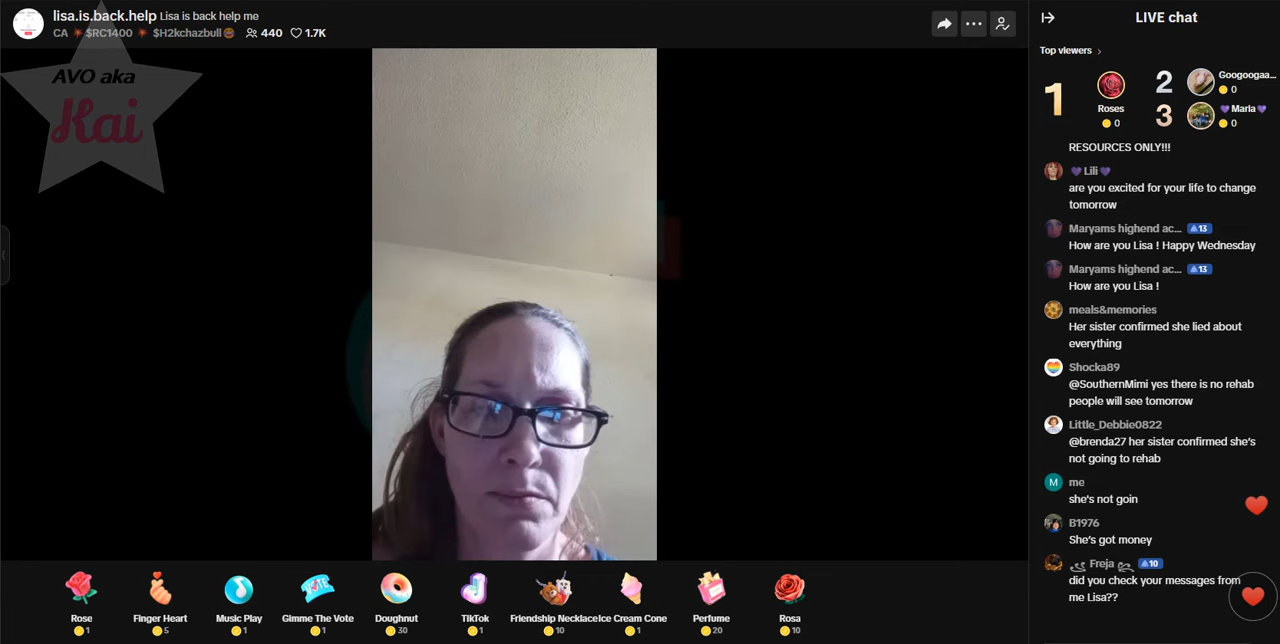 lisa.is.back.help Lisa is back help me
CA $RC1400 $H2kchazbull 440 1.7K
AVO aka
Kai
LIVE chat
Top viewers >
1
Roses
0
2
Googoogaa...
0
3
Marla
0
RESOURCES ONLY!!!
Lili
are you excited for your life to change
tomorrow
Maryams highend ac... 13
How are you Lisa ! Happy Wednesday
Maryams highend ac... 13
How are you Lisa !
meals&memories
Her sister confirmed she lied about
everything
Shocka89
@SouthernMimi yes there is no rehab
people will see tomorrow
Little_Debbie0822
@brenda27 her sister confirmed she's
not going to rehab
M me
she's not goin
B1976
She's got money
Freja 10
did you check your messages from
me Lisa??
VOTE
Rose Finger Heart Music Play Gimme The Vote Doughnut TikTok Friendship Necklace Ice Cream Cone Perfume Rosa
1 5 1 1 30 1 10 1 20 10